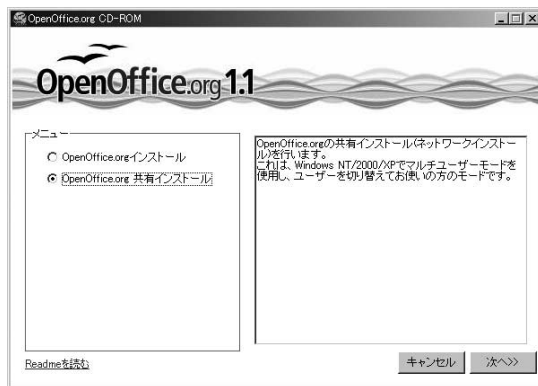 OpenOffice.org CD-ROM
OpenOffice.org 1.1
メニュー
OpenOffice.orgインストール
OpenOffice.org 共有インストール
OpenOffice.orgの共有インストール(ネットワークインストー
ル)を行います。
これは、Windows NT/2000/XPでマルチユーザーモードを
使用し、ユーザーを切り替えてお使いの方のモードです。
Readmeを読む
キャンセル
次へ>>